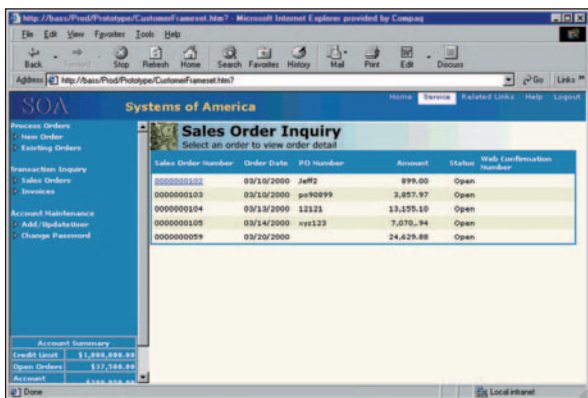 http://bass/Prod/Prototype/CustomerFrameset.htm? - Microsoft Internet Explorer provided by Compaq
File Edit View Favorites Tools Help
Back Stop Refresh Home Search Favorites History Mail Print Edit Discuss
Address http://bass/Prod/Prototype/CustomerFrameset.htm? Go Links »
Home Service Related Links Help Logout
SOA Systems of America
Process Orders
New Order
Existing Orders
Transaction Inquiry
Sales Orders
Invoices
Account Maintenance
Add/UpdateUser
Change Password
Account Summary
Credit Limit $1,000,000.00
Open Orders $37,500.00
Account
Sales Order Inquiry
Select an order to view order detail
Sales Order Number Order Date PO Number Amount Status Web Confirmation Number
0000000102 03/10/2000 Jeff2 899.00 Open
0000000103 03/10/2000 po90899 3,857.97 Open
0000000104 03/13/2000 12121 13,155.10 Open
0000000105 03/14/2000 xyz123 7,070,.94 Open
0000000059 03/20/2000 24,629.88 Open
Done Local intranet